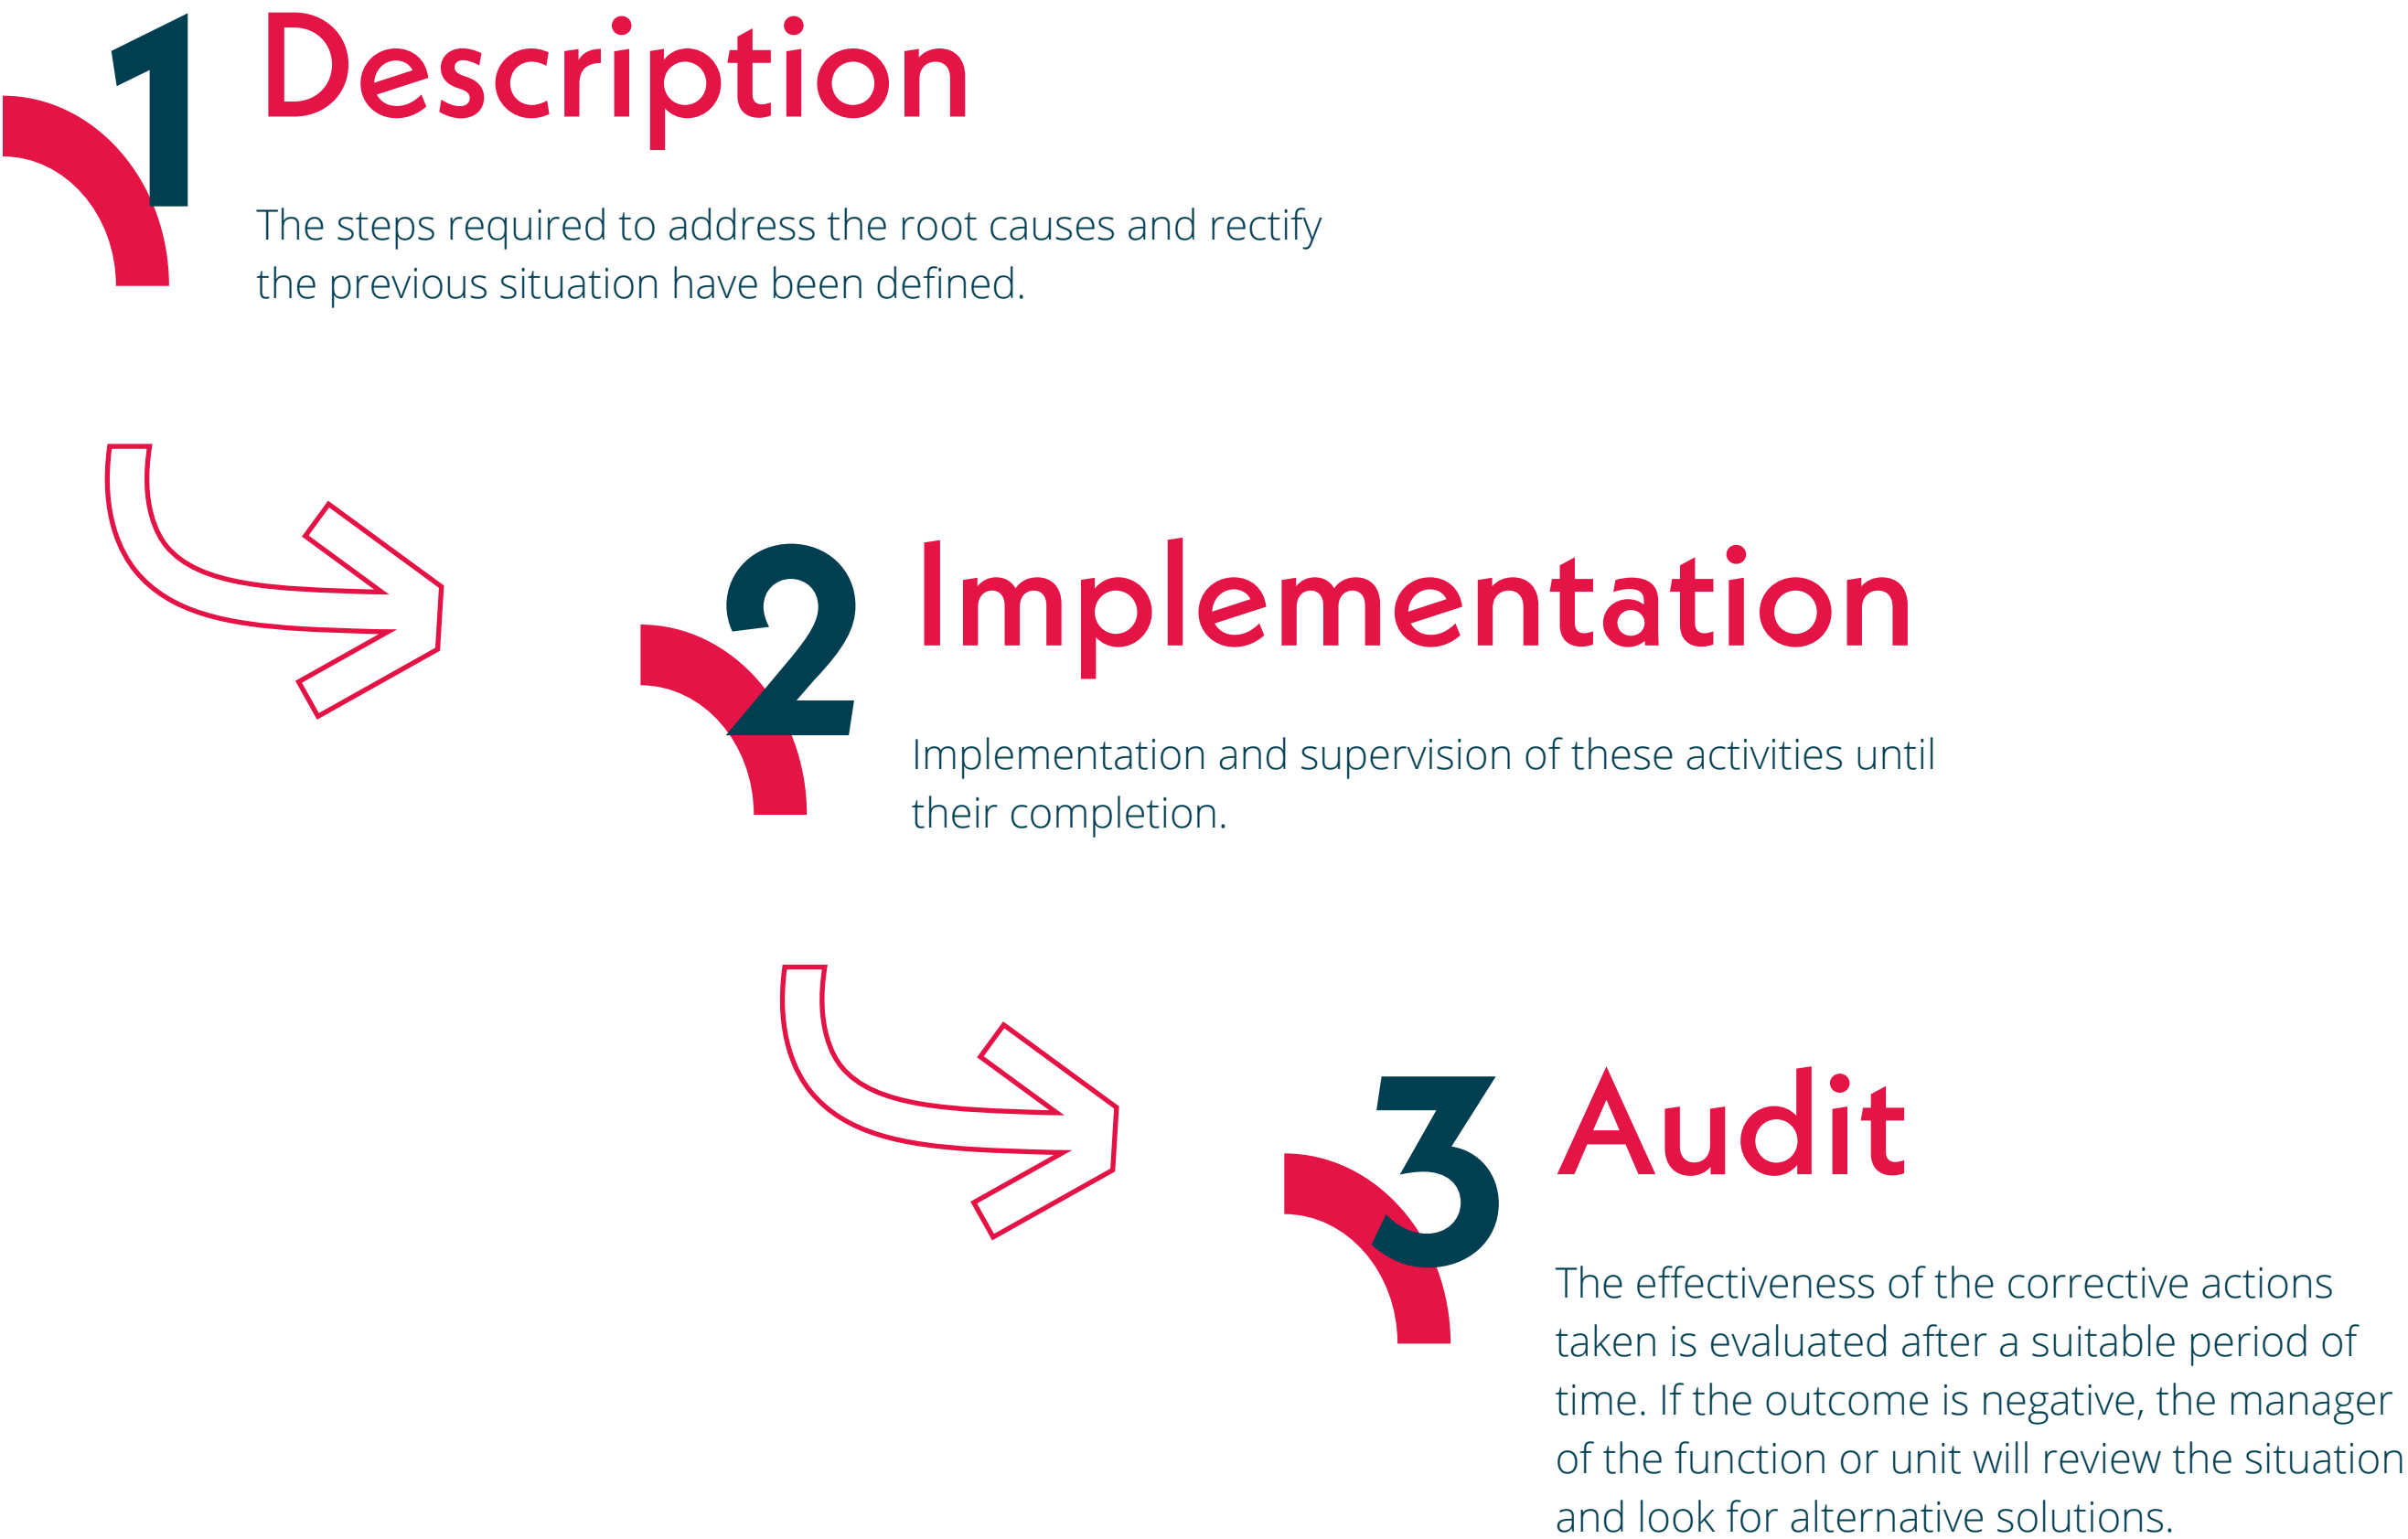 1 Description
The steps required to address the root causes and rectify
the previous situation have been defined.
2 Implementation
Implementation and supervision of these activities until
their completion.
3 Audit
The effectiveness of the corrective actions
taken is evaluated after a suitable period of
time. If the outcome is negative, the manager
of the function or unit will review the situation
and look for alternative solutions.